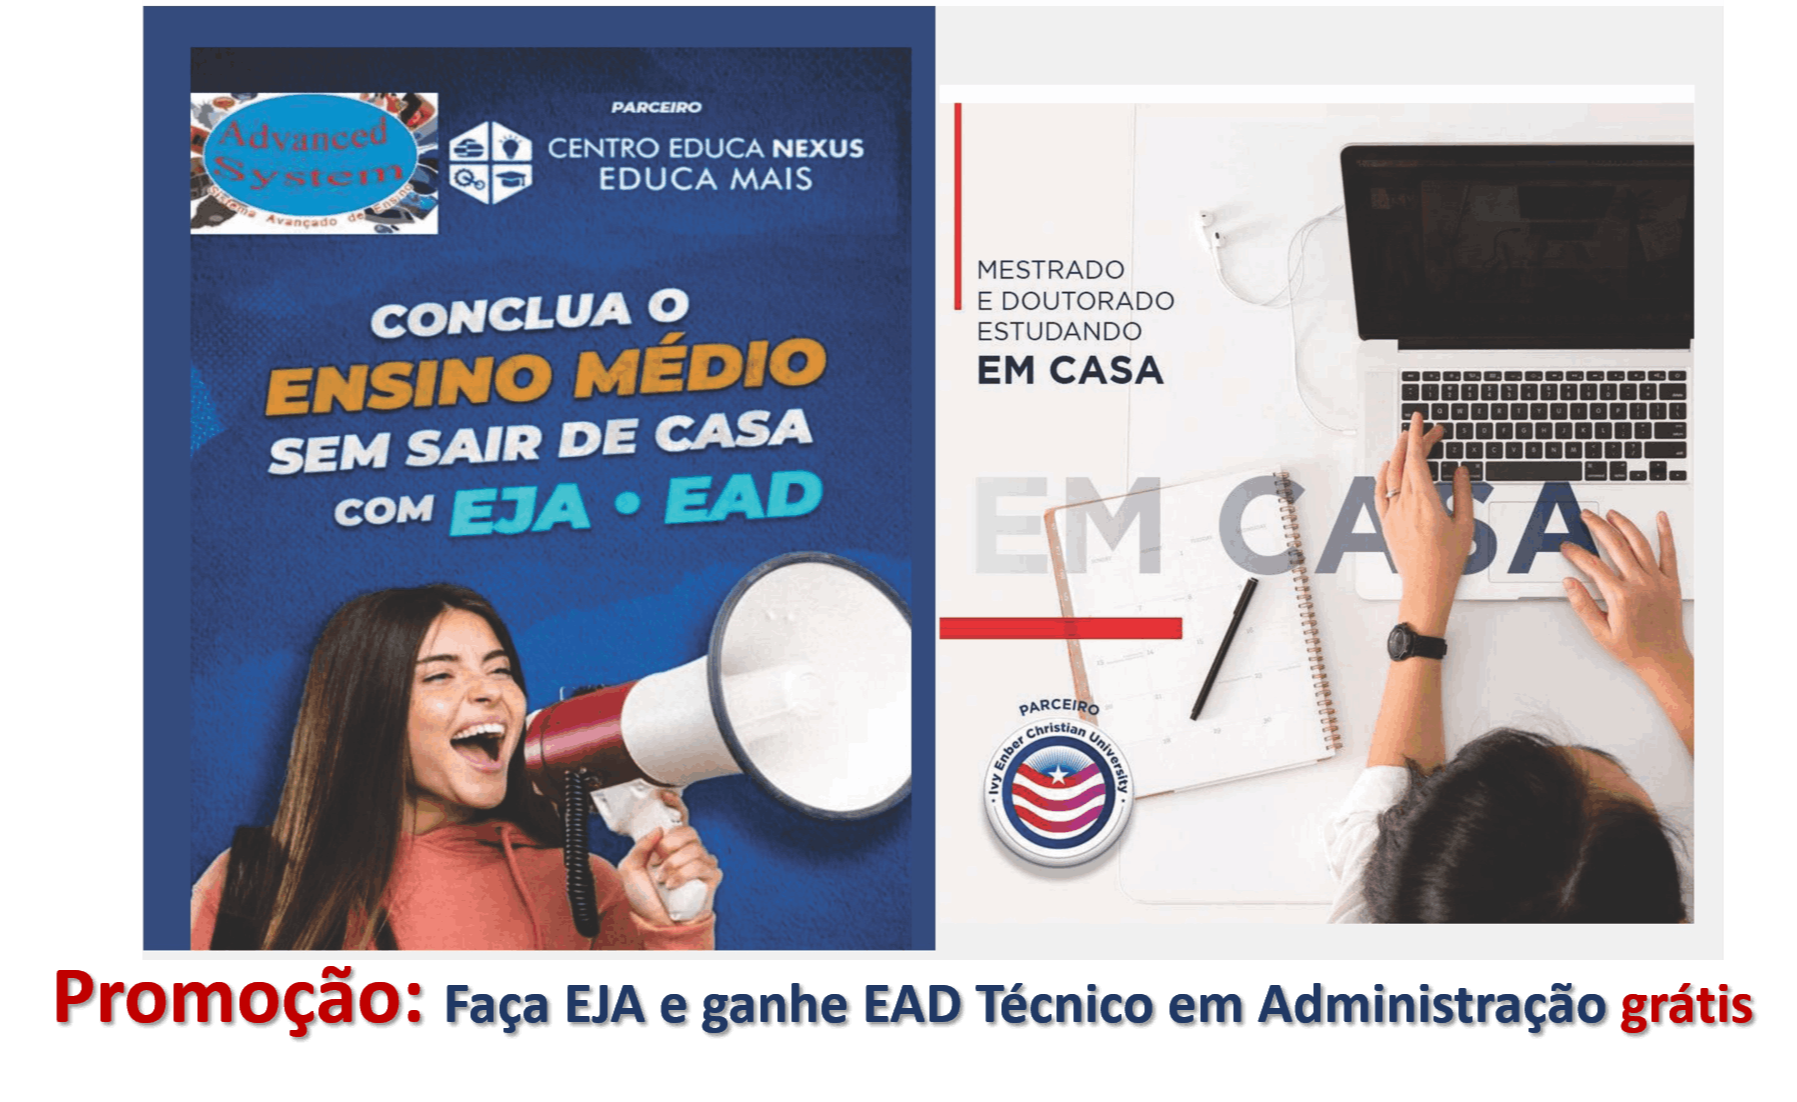 Advanced
System
Sistema Avançado de Ensino
PARCEIRO
CENTRO EDUCA NEXUS
EDUCA MAIS
CONCLUA O
ENSINO MÉDIO
SEM SAIR DE CASA
COM EJA • EAD
MESTRADO
E DOUTORADO
ESTUDANDO
EM CASA
EM CASA
PARCEIRO
Ivy Enber Christian University
Promoção: Faça EJA e ganhe EAD Técnico em Administração grátis